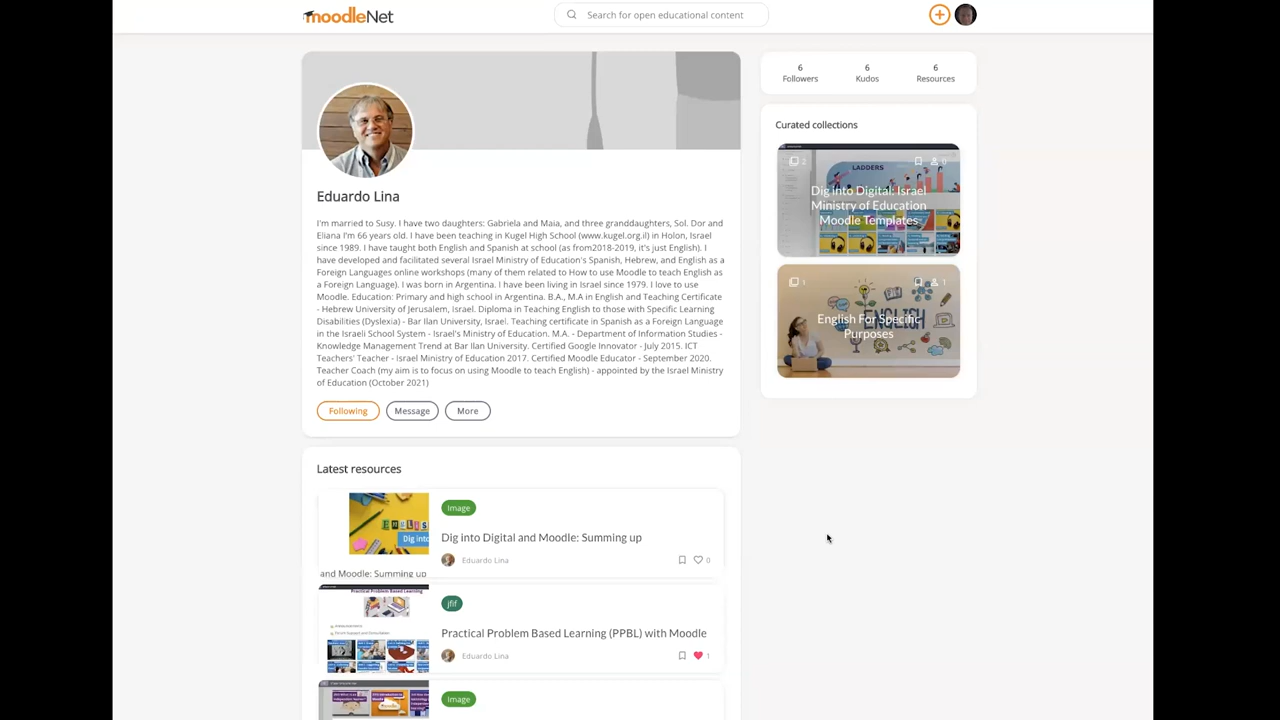 moodleNet
Search for open educational content
Eduardo Lina
I'm married to Susy. I have two daughters: Gabriela and Maia, and three granddaughters, Sol. Dor and
Eliana I'm 66 years old. I have been teaching in Kugel High School (www.kugel.org.il) in Holon, Israel
since 1989. I have taught both English and Spanish at school (as from2018-2019, it's just English). I
have developed and facilitated several Israel Ministry of Education's Spanish, Hebrew, and English as a
Foreign Languages online workshops (many of them related to How to use Moodle to teach English as
a Foreign Language). I was born in Argentina. I have been living in Israel since 1979. I love to use
Moodle. Education: Primary and high school in Argentina. B.A., M.A in English and Teaching Certificate
- Hebrew University of Jerusalem, Israel. Diploma in Teaching English to those with Specific Learning
Disabilities (Dyslexia) - Bar Ilan University, Israel. Teaching certificate in Spanish as a Foreign Language
in the Israeli School System - Israel's Ministry of Education. M.A. - Department of Information Studies -
Knowledge Management Trend at Bar Ilan University. Certified Google Innovator - July 2015. ICT
Teachers' Teacher - Israel Ministry of Education 2017. Certified Moodle Educator - September 2020.
Teacher Coach (my aim is to focus on using Moodle to teach English) - appointed by the Israel Ministry
of Education (October 2021)
Following Message More
Latest resources
Image
Dig into Digital and Moodle: Summing up
Eduardo Lina 0
ENGLIS
Dig into
and Moodle: Summing up
jfif
Practical Problem Based Learning (PPBL) with Moodle
Eduardo Lina 1
Practical Problem Based Learning
Image
6 6 6
Followers Kudos Resources
Curated collections
2 0
LADDERS
Dig into Digital: Israel
Ministry of Education
Moodle Templates
1 1
ENGLISH
English For Specific
Purposes